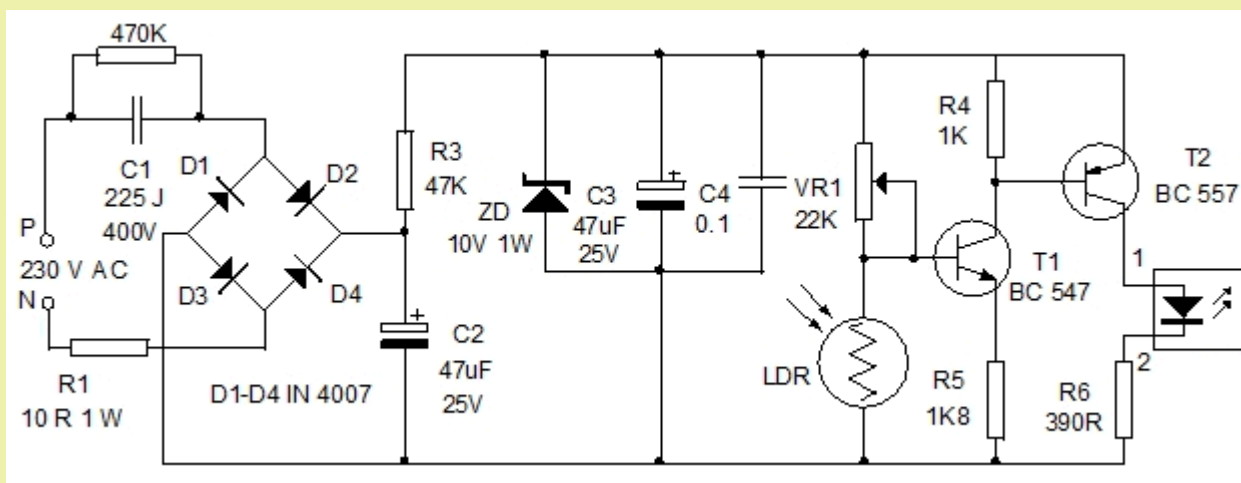 470K
C1
225 J
400V
D1
D2
P
230 V AC
N
D3
D4
R1
10 R 1 W
D1-D4 IN 4007
R3
47K
+
C2
47uF
25V
ZD
10V 1W
+
C3
47uF
25V
C4
0.1
VR1
22K
LDR
R4
1K
T1
BC 547
R5
1K8
T2
BC 557
1
2
R6
390R